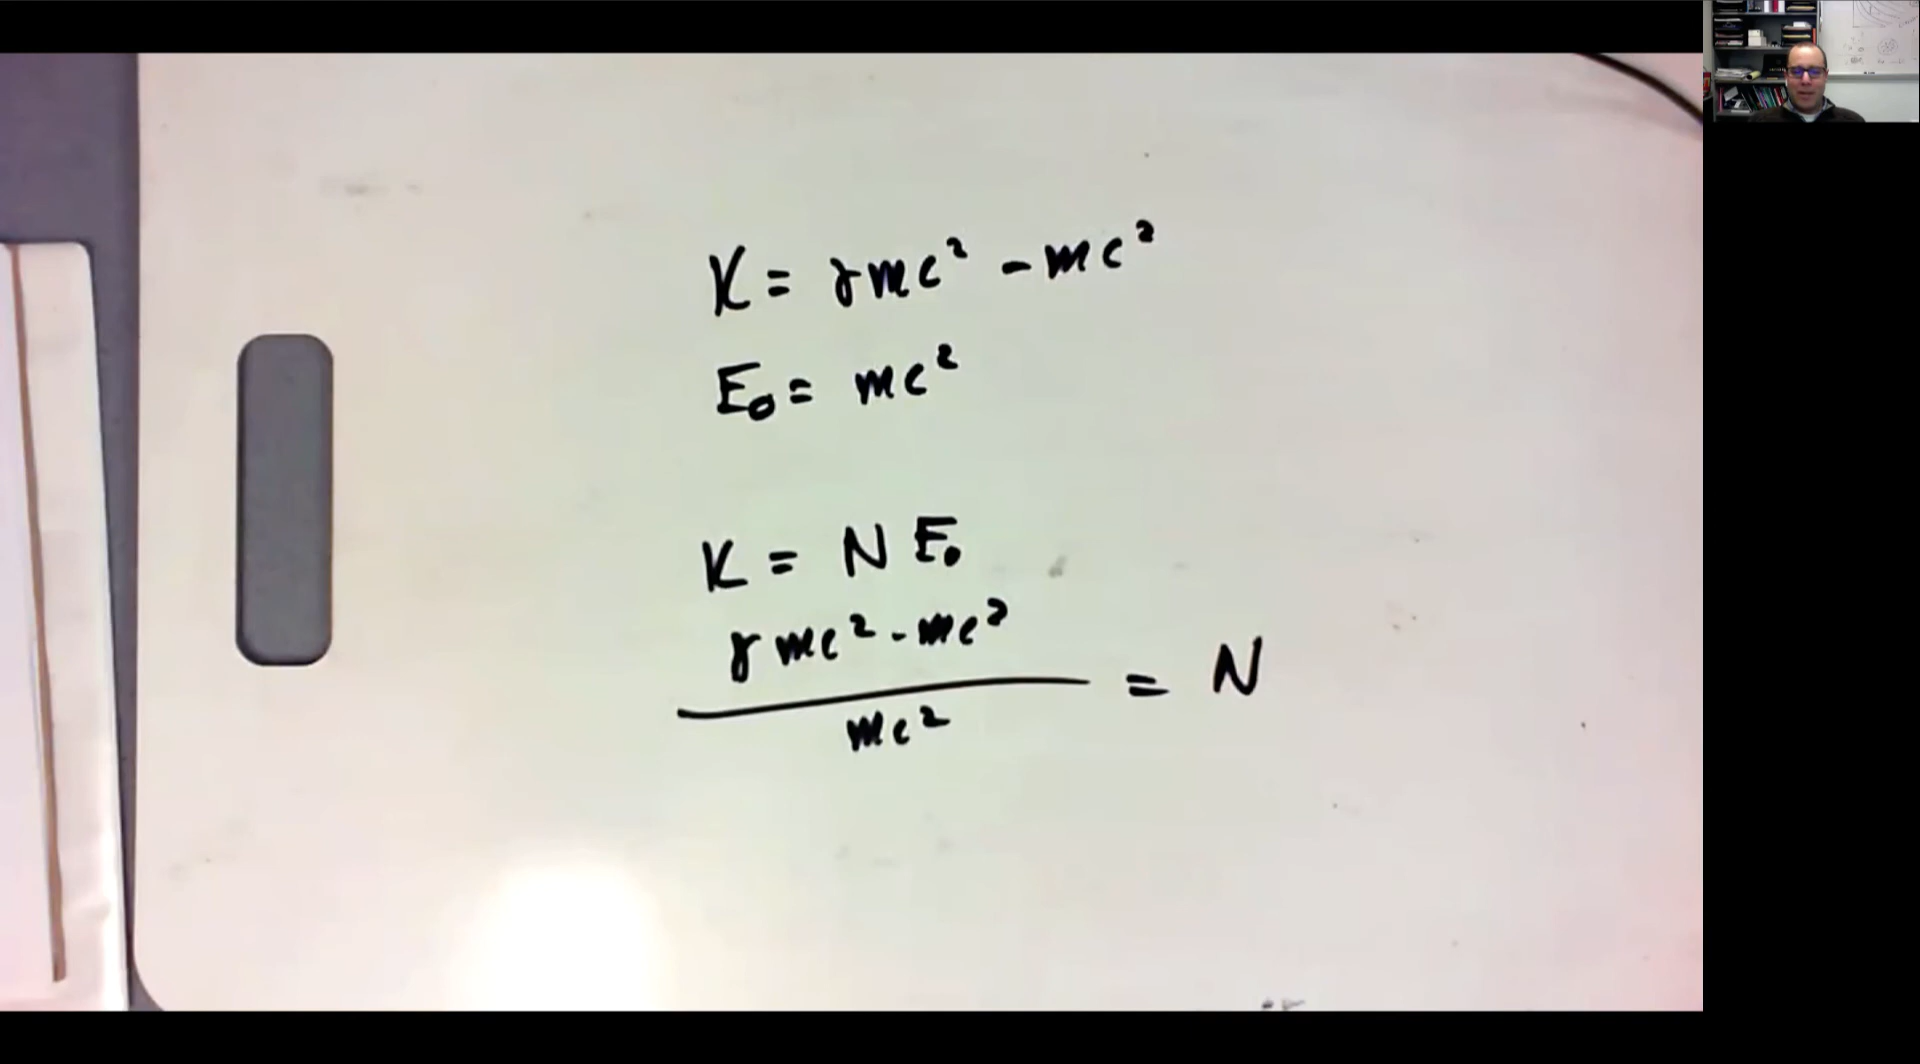 K = γmc² - mc²
E₀ = mc²
K = N E₀
γmc² - mc²
———— = N
mc²